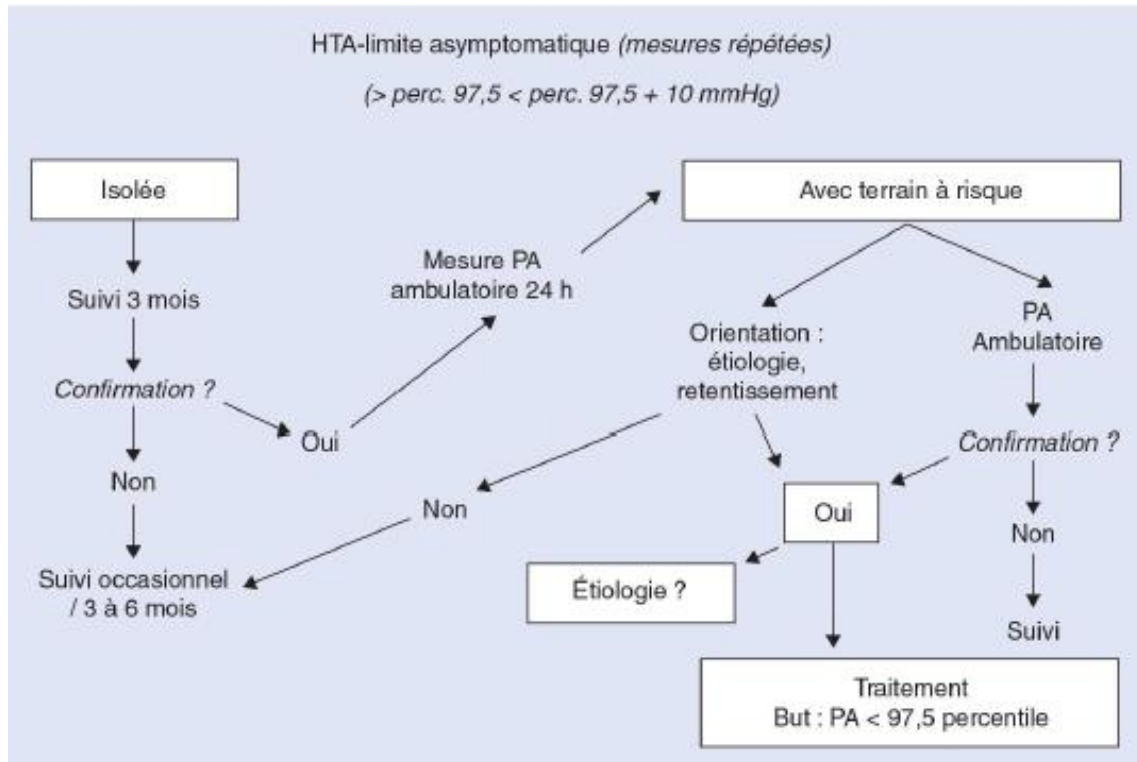 HTA-limite asymptomatique (mesures répétées)
(> perc. 97,5 < perc. 97,5 + 10 mmHg)
Isolée
Suivi 3 mois
Confirmation ?
Oui
Non
Suivi occasionnel
/ 3 à 6 mois
Mesure PA
ambulatoire 24 h
Avec terrain à risque
Orientation :
étiologie,
retentissement
Non
PA
Ambulatoire
Confirmation ?
Oui
Non
Suivi
Étiologie ?
Traitement
But : PA < 97,5 percentile